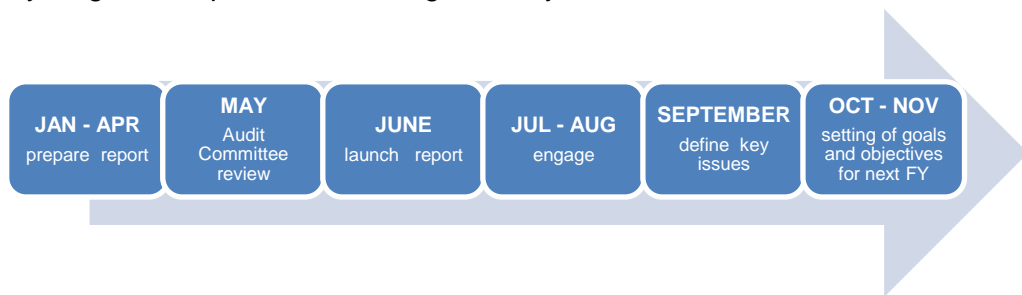 JAN - APR
prepare report
MAY
Audit
Committee
review
JUNE
launch report
JUL - AUG
engage
SEPTEMBER
define key
issues
OCT - NOV
setting of goals
and objectives
for next FY